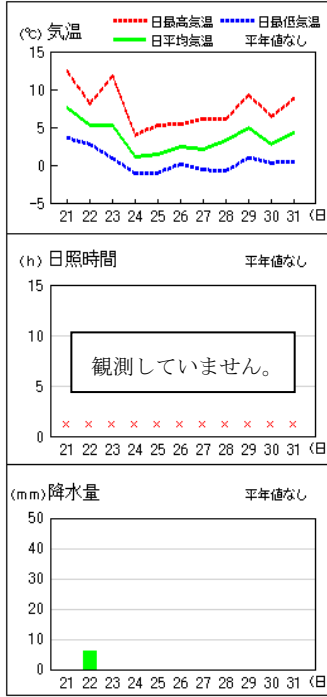 (℃) 気温
日最高気温 日最低気温
日平均気温 平年値なし
15
10
5
0
-5
21 22 23 24 25 26 27 28 29 30 31 (日
(h) 日照時間 平年値なし
15
10
観測していません。
5
0
× × × × × × × × × × ×
21 22 23 24 25 26 27 28 29 30 31 (日
(mm) 降水量 平年値なし
50
40
30
20
10
0
21 22 23 24 25 26 27 28 29 30 31 (日